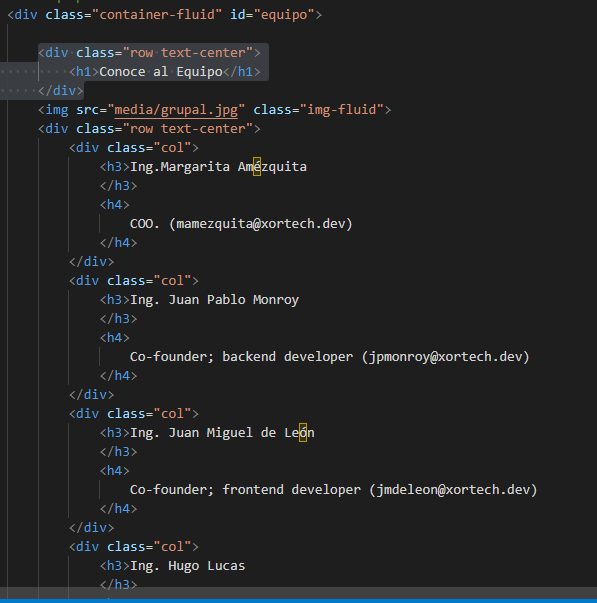 <div class="container-fluid" id="equipo">
<div class="row text-center">
<h1>Conoce al Equipo</h1>
</div>
<img src="media/grupal.jpg" class="img-fluid">
<div class="row text-center">
<div class="col">
<h3>Ing.Margarita Amézquita
</h3>
<h4>
COO. (mamezquita@xortech.dev)
</h4>
</div>
<div class="col">
<h3>Ing. Juan Pablo Monroy
</h3>
<h4>
Co-founder; backend developer (jpmonroy@xortech.dev)
</h4>
</div>
<div class="col">
<h3>Ing. Juan Miguel de León
</h3>
<h4>
Co-founder; frontend developer (jmdeleon@xortech.dev)
</h4>
</div>
<div class="col">
<h3>Ing. Hugo Lucas
</h3>